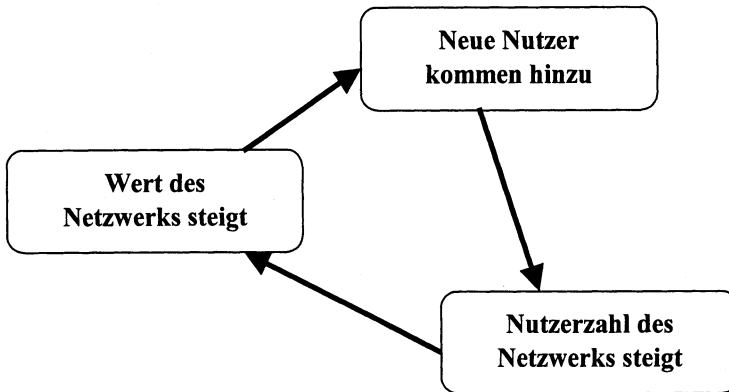 Neue Nutzer
kommen hinzu
Wert des
Netzwerks steigt
Nutzerzahl des
Netzwerks steigt